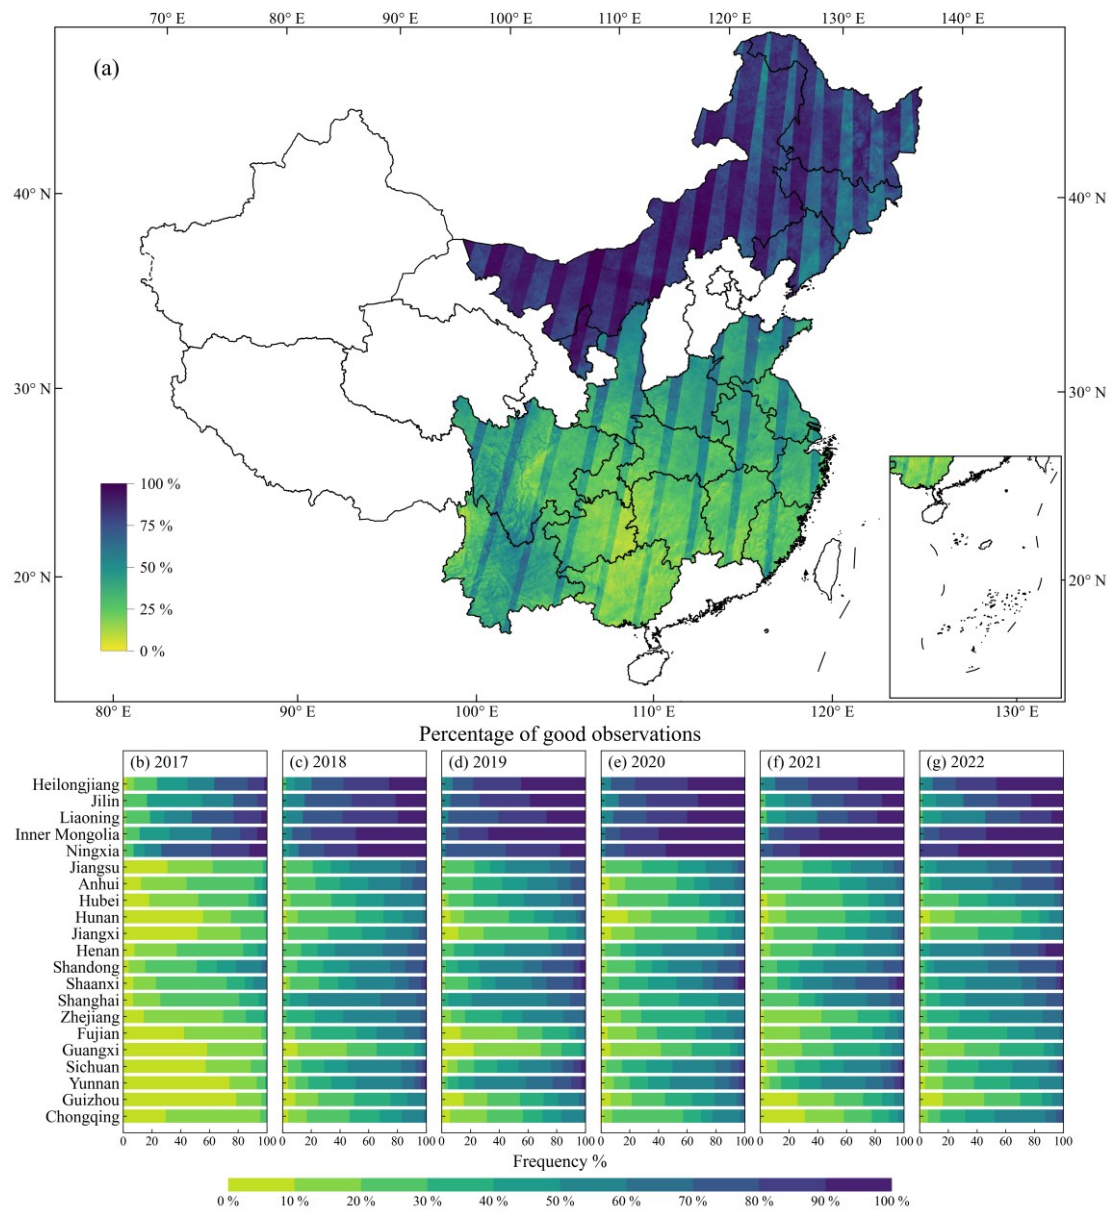 70° E 80° E 90° E 100° E 110° E 120° E 130° E 140° E
(a)
40° N 40° N
30° N 30° N
20° N 20° N
100 %
75 %
50 %
25 %
0 %
80° E 90° E 100° E 110° E 120° E 130° E
Percentage of good observations
(b) 2017 (c) 2018 (d) 2019 (e) 2020 (f) 2021 (g) 2022
Heilongjiang
Jilin
Liaoning
Inner Mongolia
Ningxia
Jiangsu
Anhui
Hubei
Hunan
Jiangxi
Henan
Shandong
Shaanxi
Shanghai
Zhejiang
Fujian
Guangxi
Sichuan
Yunnan
Guizhou
Chongqing
0 20 40 60 80 100 0 20 40 60 80 100 0 20 40 60 80 100 0 20 40 60 80 100 0 20 40 60 80 100 0 20 40 60 80 100
Frequency %
0 % 10 % 20 % 30 % 40 % 50 % 60 % 70 % 80 % 90 % 100 %